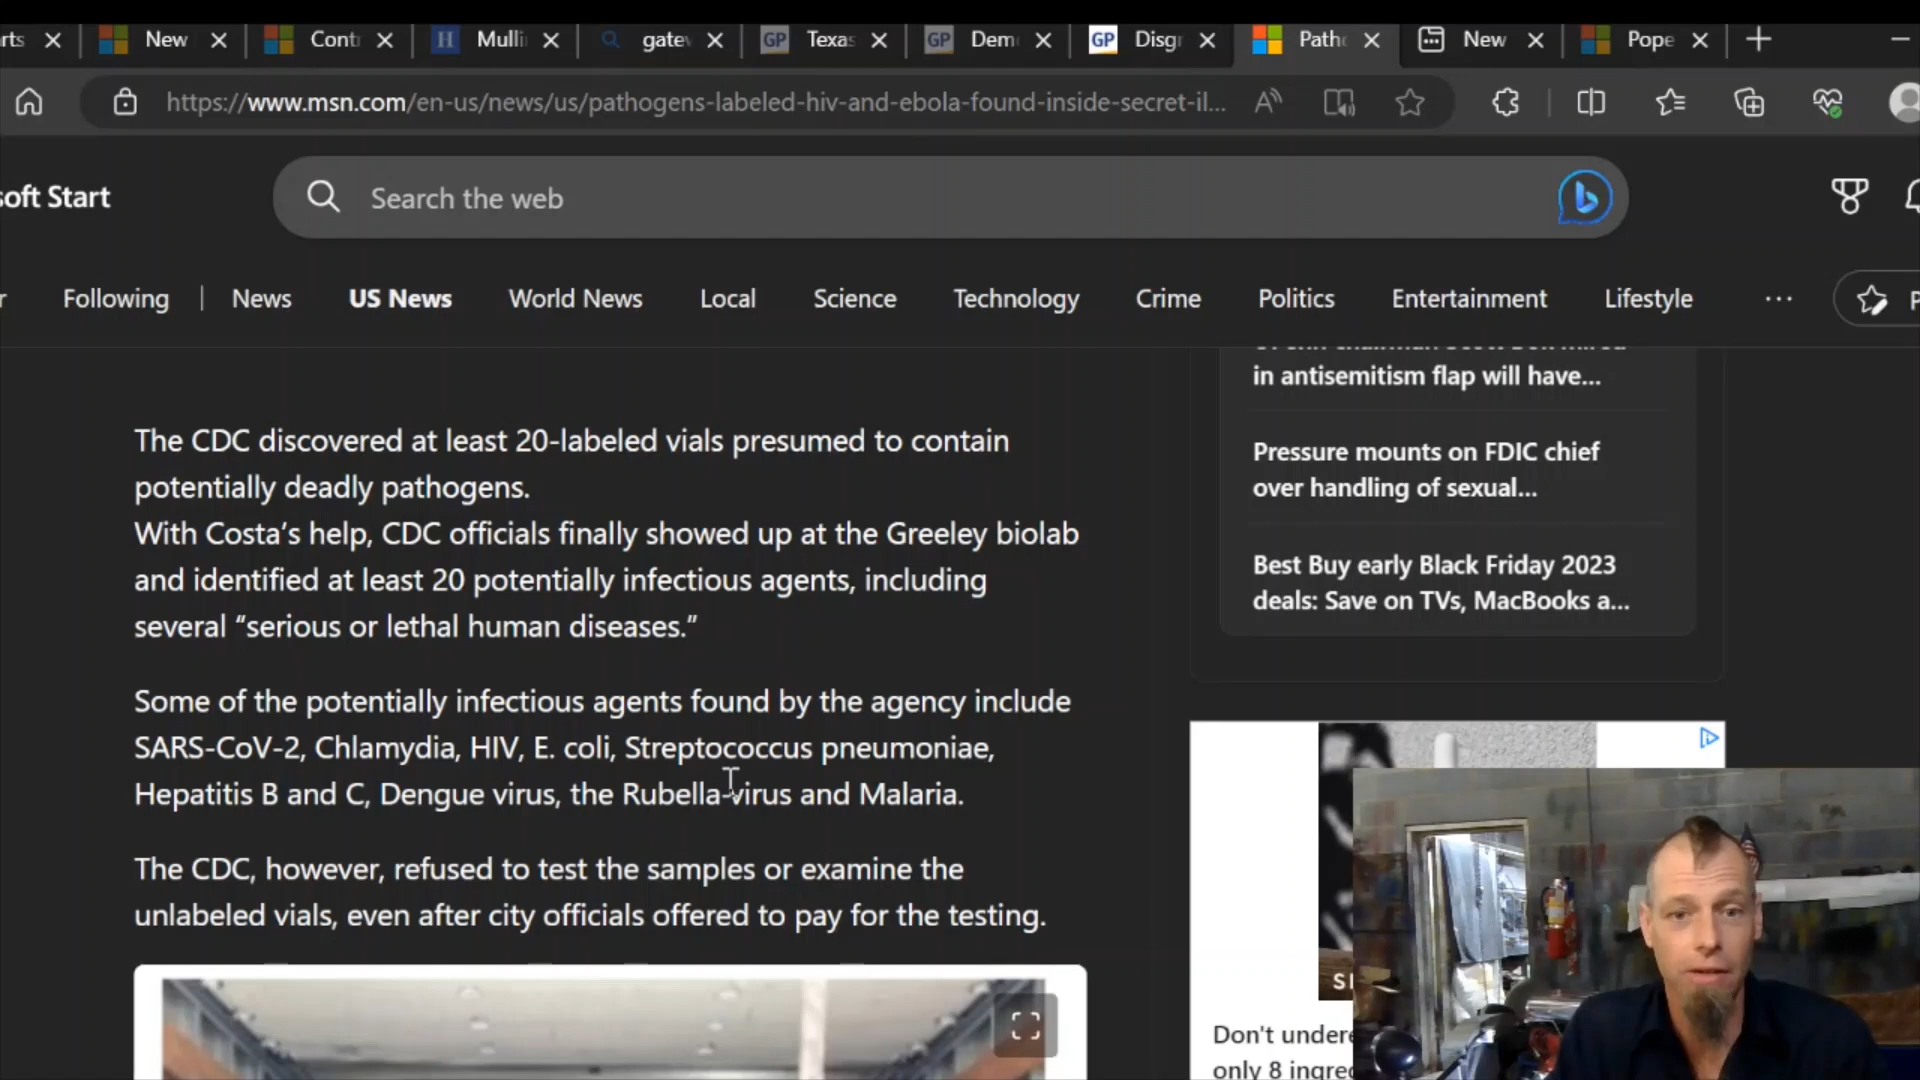 rts
New
Cont
Mulli
gatev
GP
Texas
GP
Dem
GP
Disgr
Path
New
Pope
https://www.msn.com/en-us/news/us/pathogens-labeled-hiv-and-ebola-found-inside-secret-il...
soft Start
Search the web
Following
News
US News
World News
Local
Science
Technology
Crime
Politics
Entertainment
Lifestyle
The CDC discovered at least 20-labeled vials presumed to contain
potentially deadly pathogens.
With Costa's help, CDC officials finally showed up at the Greeley biolab
and identified at least 20 potentially infectious agents, including
several “serious or lethal human diseases.”
Some of the potentially infectious agents found by the agency include
SARS-CoV-2, Chlamydia, HIV, E. coli, Streptococcus pneumoniae,
Hepatitis B and C, Dengue virus, the Rubella virus and Malaria.
The CDC, however, refused to test the samples or examine the
unlabeled vials, even after city officials offered to pay for the testing.
in antisemitism flap will have...
Pressure mounts on FDIC chief
over handling of sexual...
Best Buy early Black Friday 2023
deals: Save on TVs, MacBooks a...
Don't undere
only 8 ingred